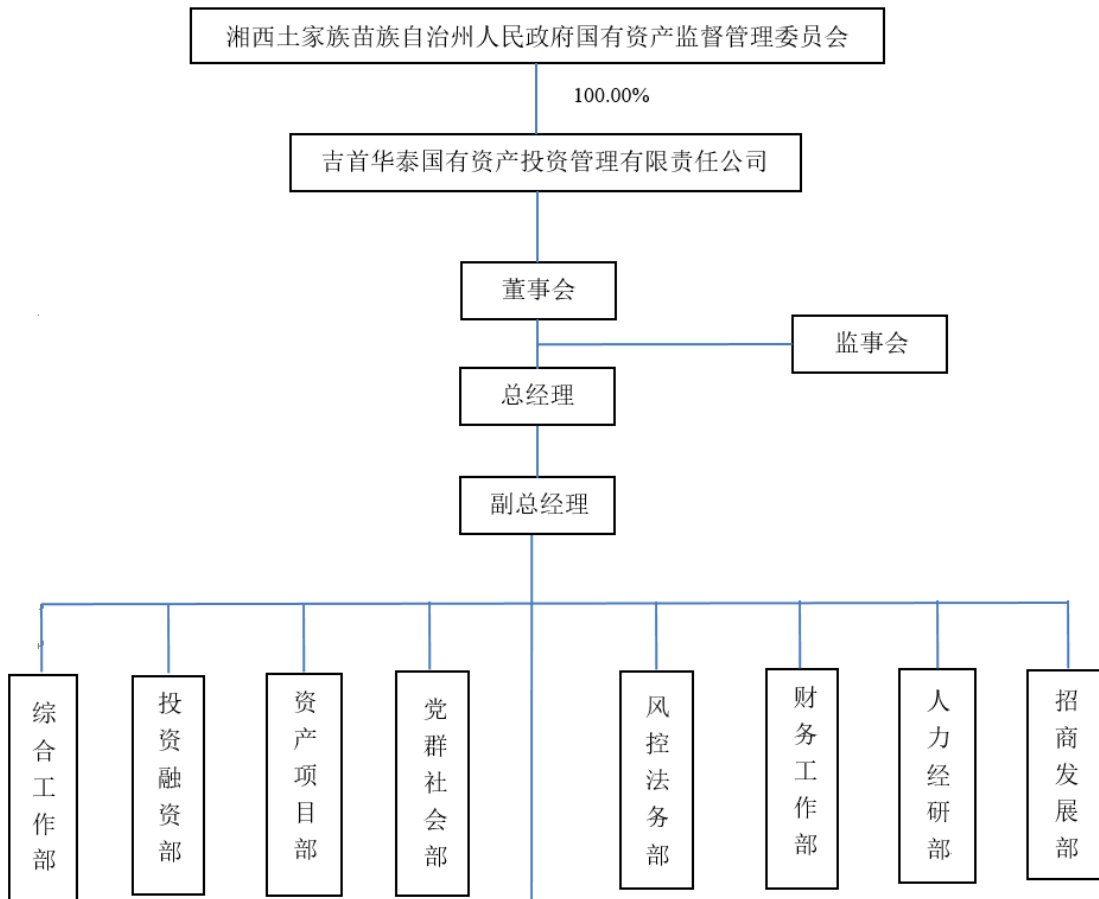 湘西土家族苗族自治州人民政府国有资产监督管理委员会
100.00%
吉首华泰国有资产投资管理有限责任公司
董事会
监事会
总经理
副总经理
综合工作部
投资融资部
资产项目部
党群社会部
风控法务部
财务工作部
人力经研部
招商发展部